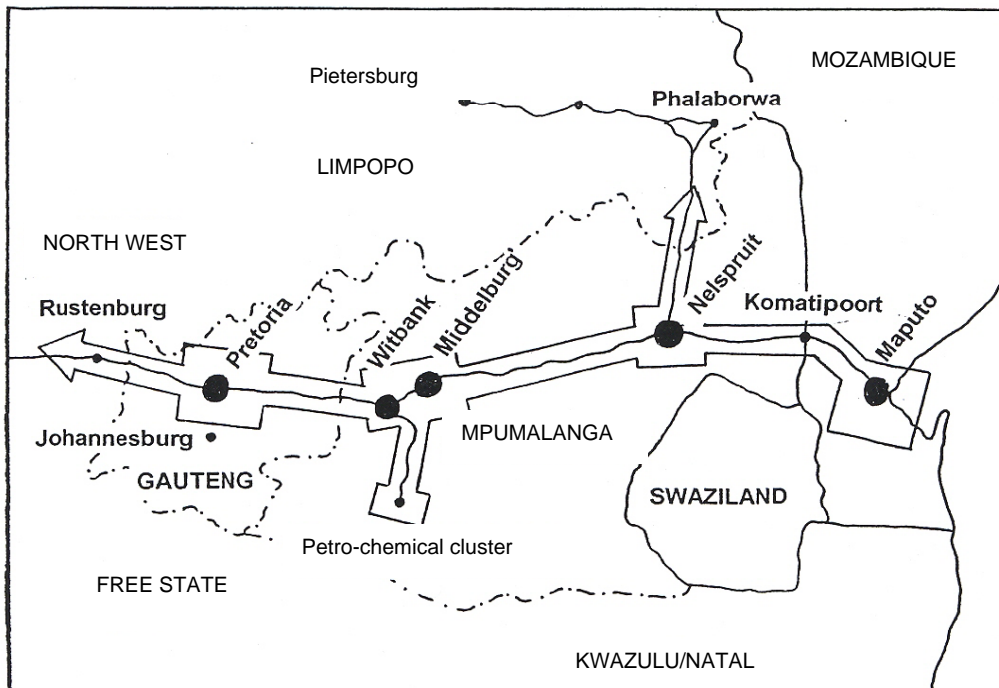 MOZAMBIQUE
Pietersburg
Phalaborwa
LIMPOPO
NORTH WEST
Rustenburg
Pretoria
Witbank
Middelburg
Nelspruit
Komatipoort
Maputo
Johannesburg
MPUMALANGA
GAUTENG
SWAZILAND
Petro-chemical cluster
FREE STATE
KWAZULU/NATAL